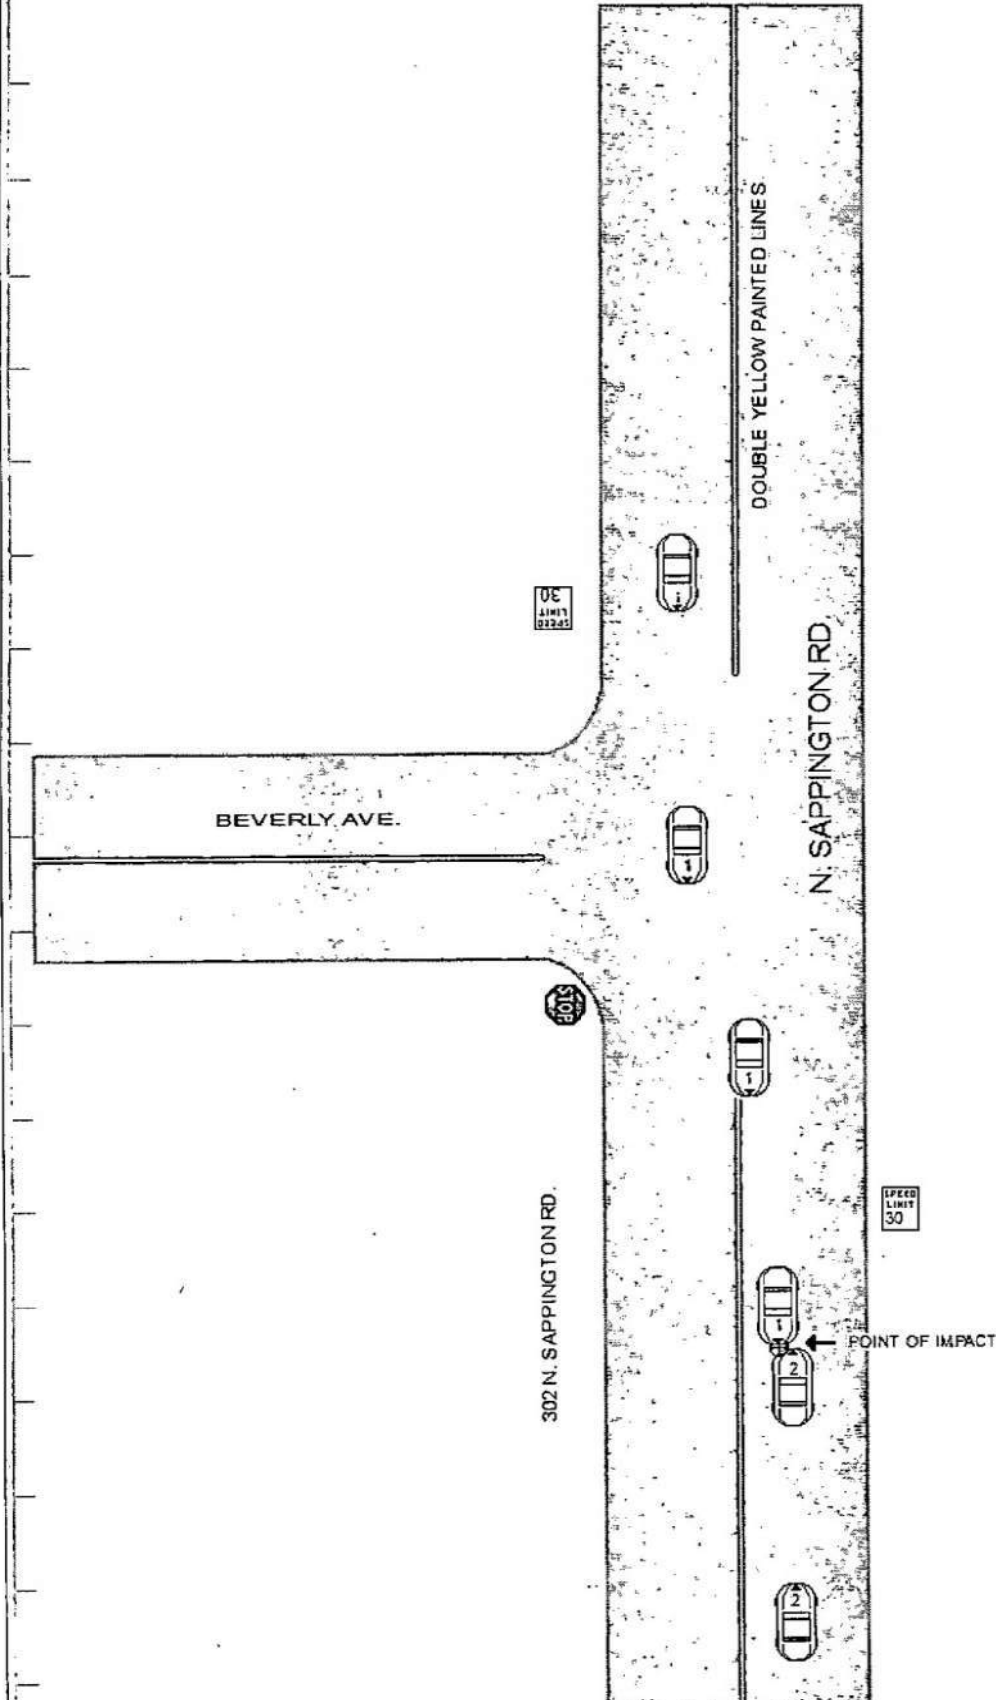 DOUBLE YELLOW PAINTED LINES
SPEED
LIMIT
30
1
N. SAPPINGTON RD.
BEVERLY AVE.
1
STOP
1
302 N. SAPPINGTON RD.
SPEED
LIMIT
30
1
POINT OF IMPACT
2
2